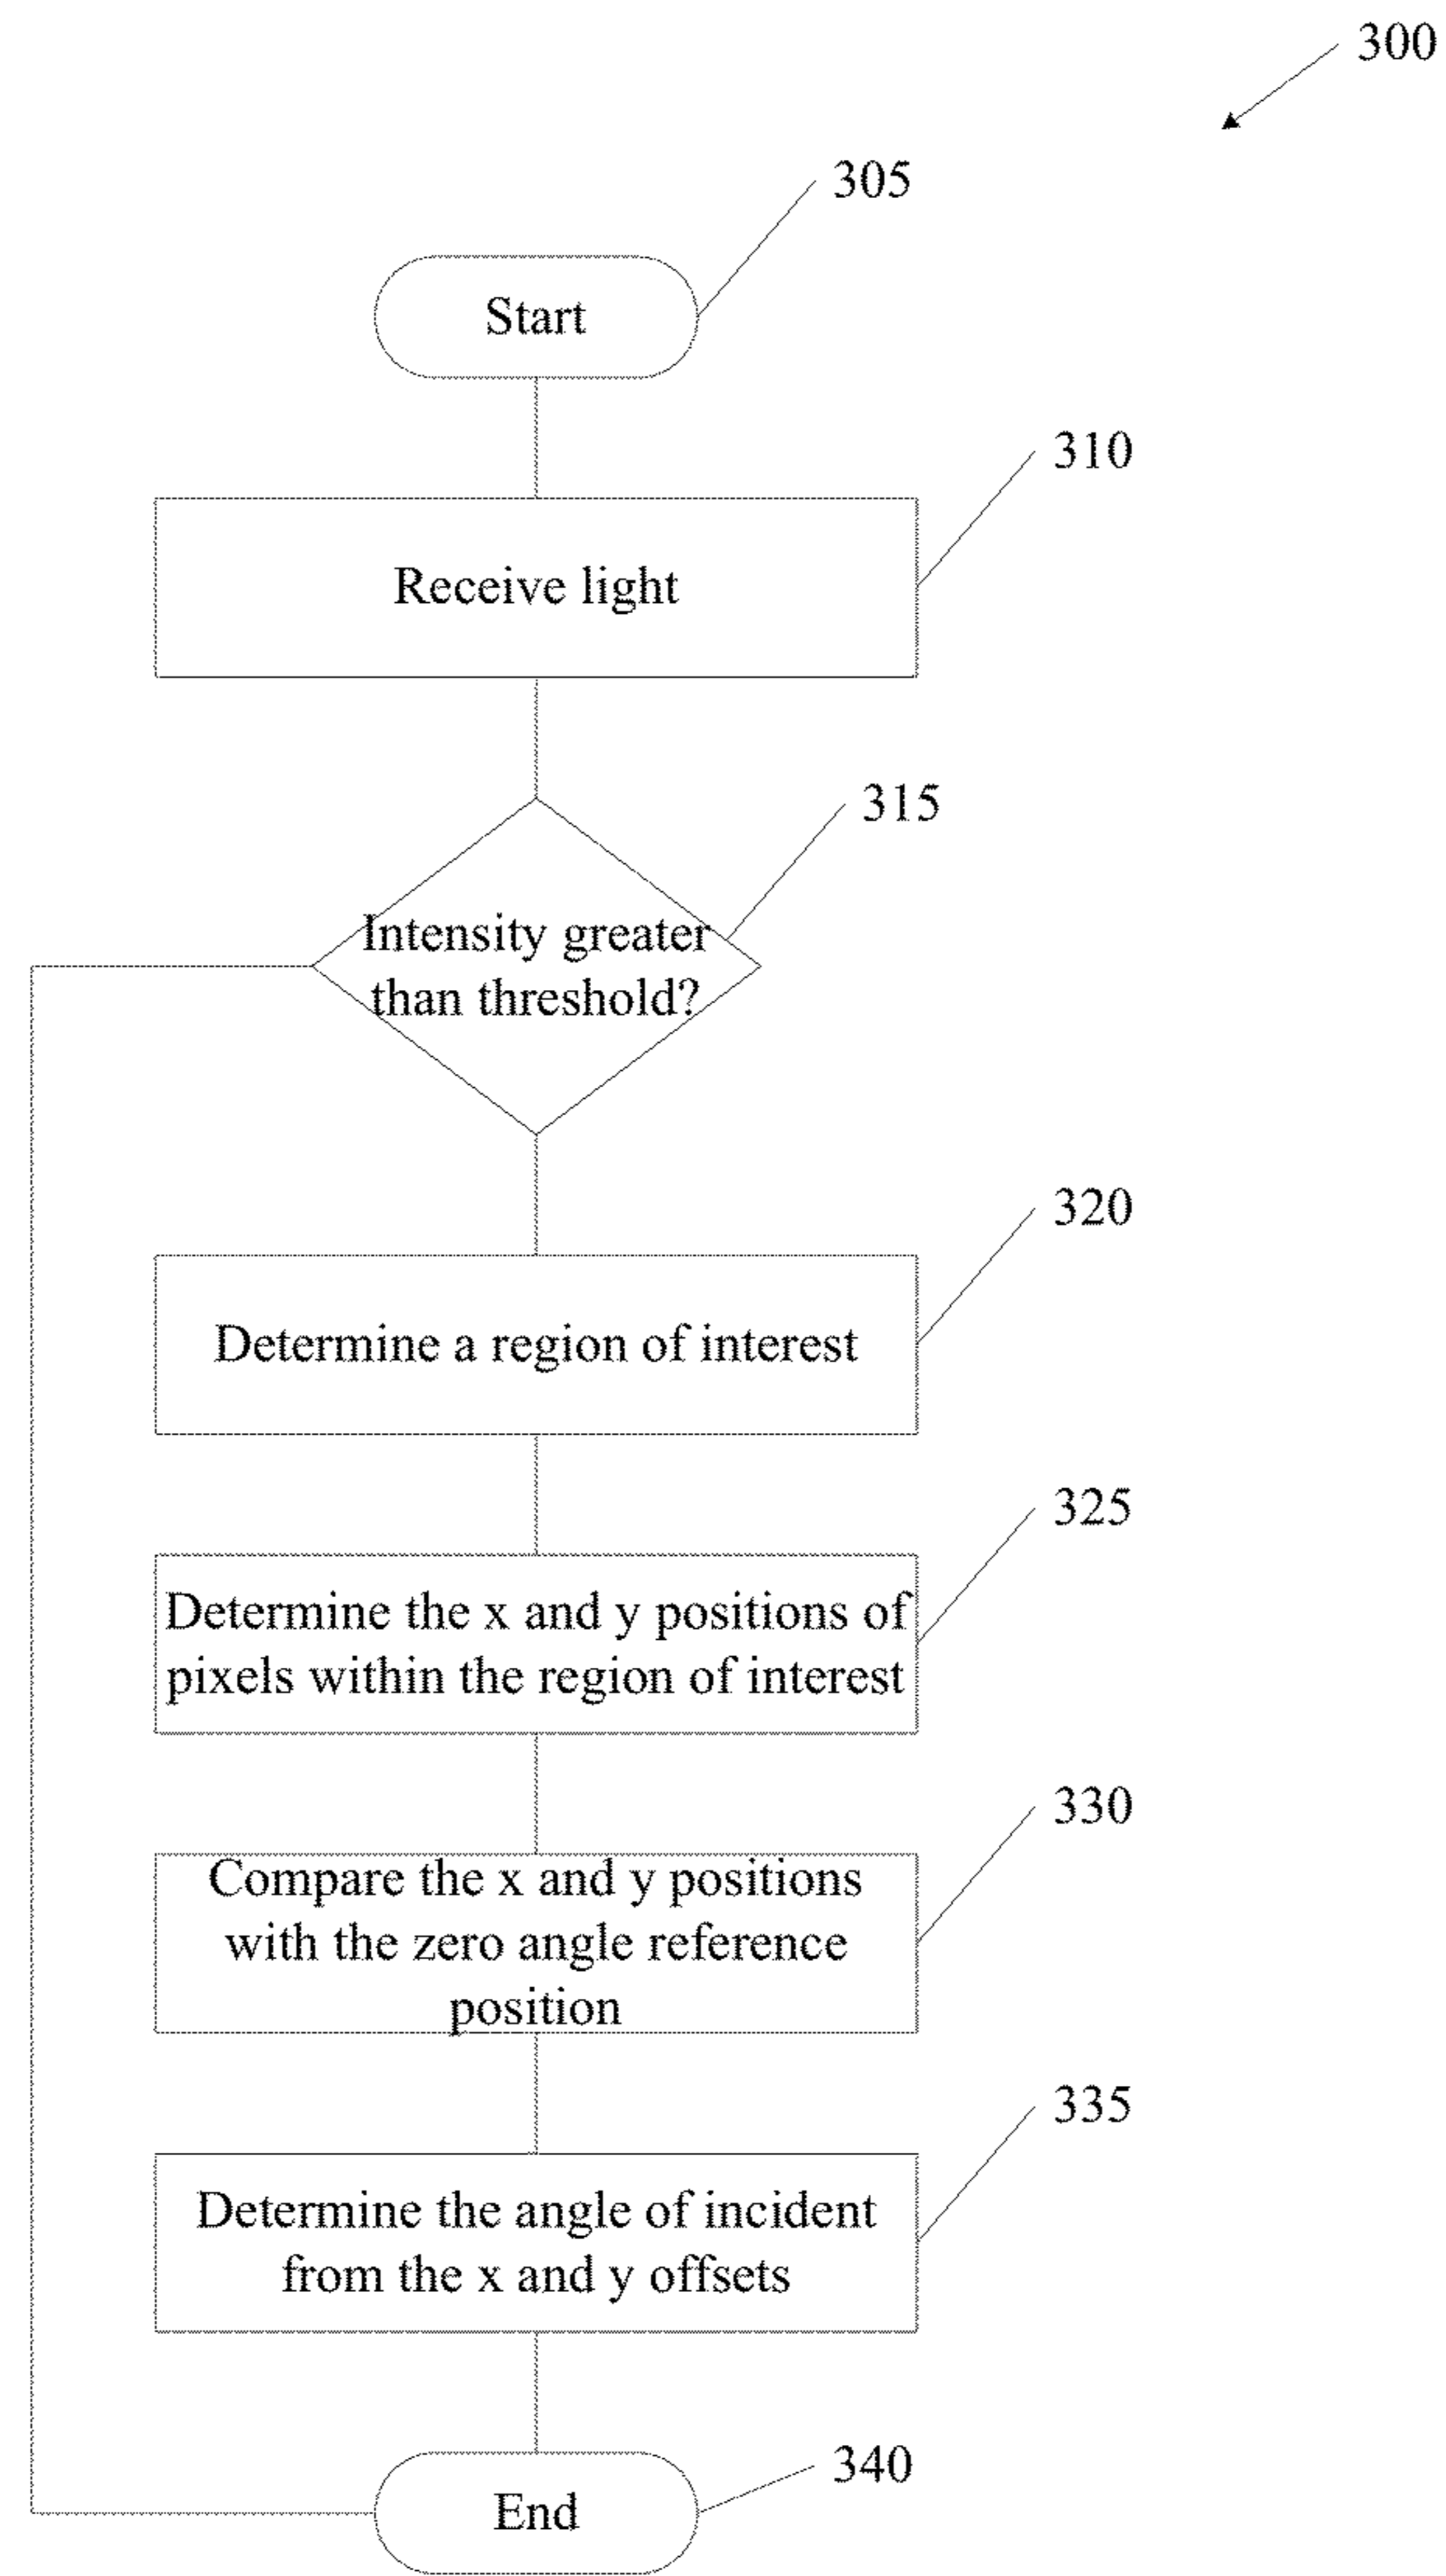 300
305
Start
310
Receive light
315
Intensity greater
than threshold?
320
Determine a region of interest
325
Determine the x and y positions of
pixels within the region of interest
330
Compare the x and y positions
with the zero angle reference
position
335
Determine the angle of incident
from the x and y offsets
340
End